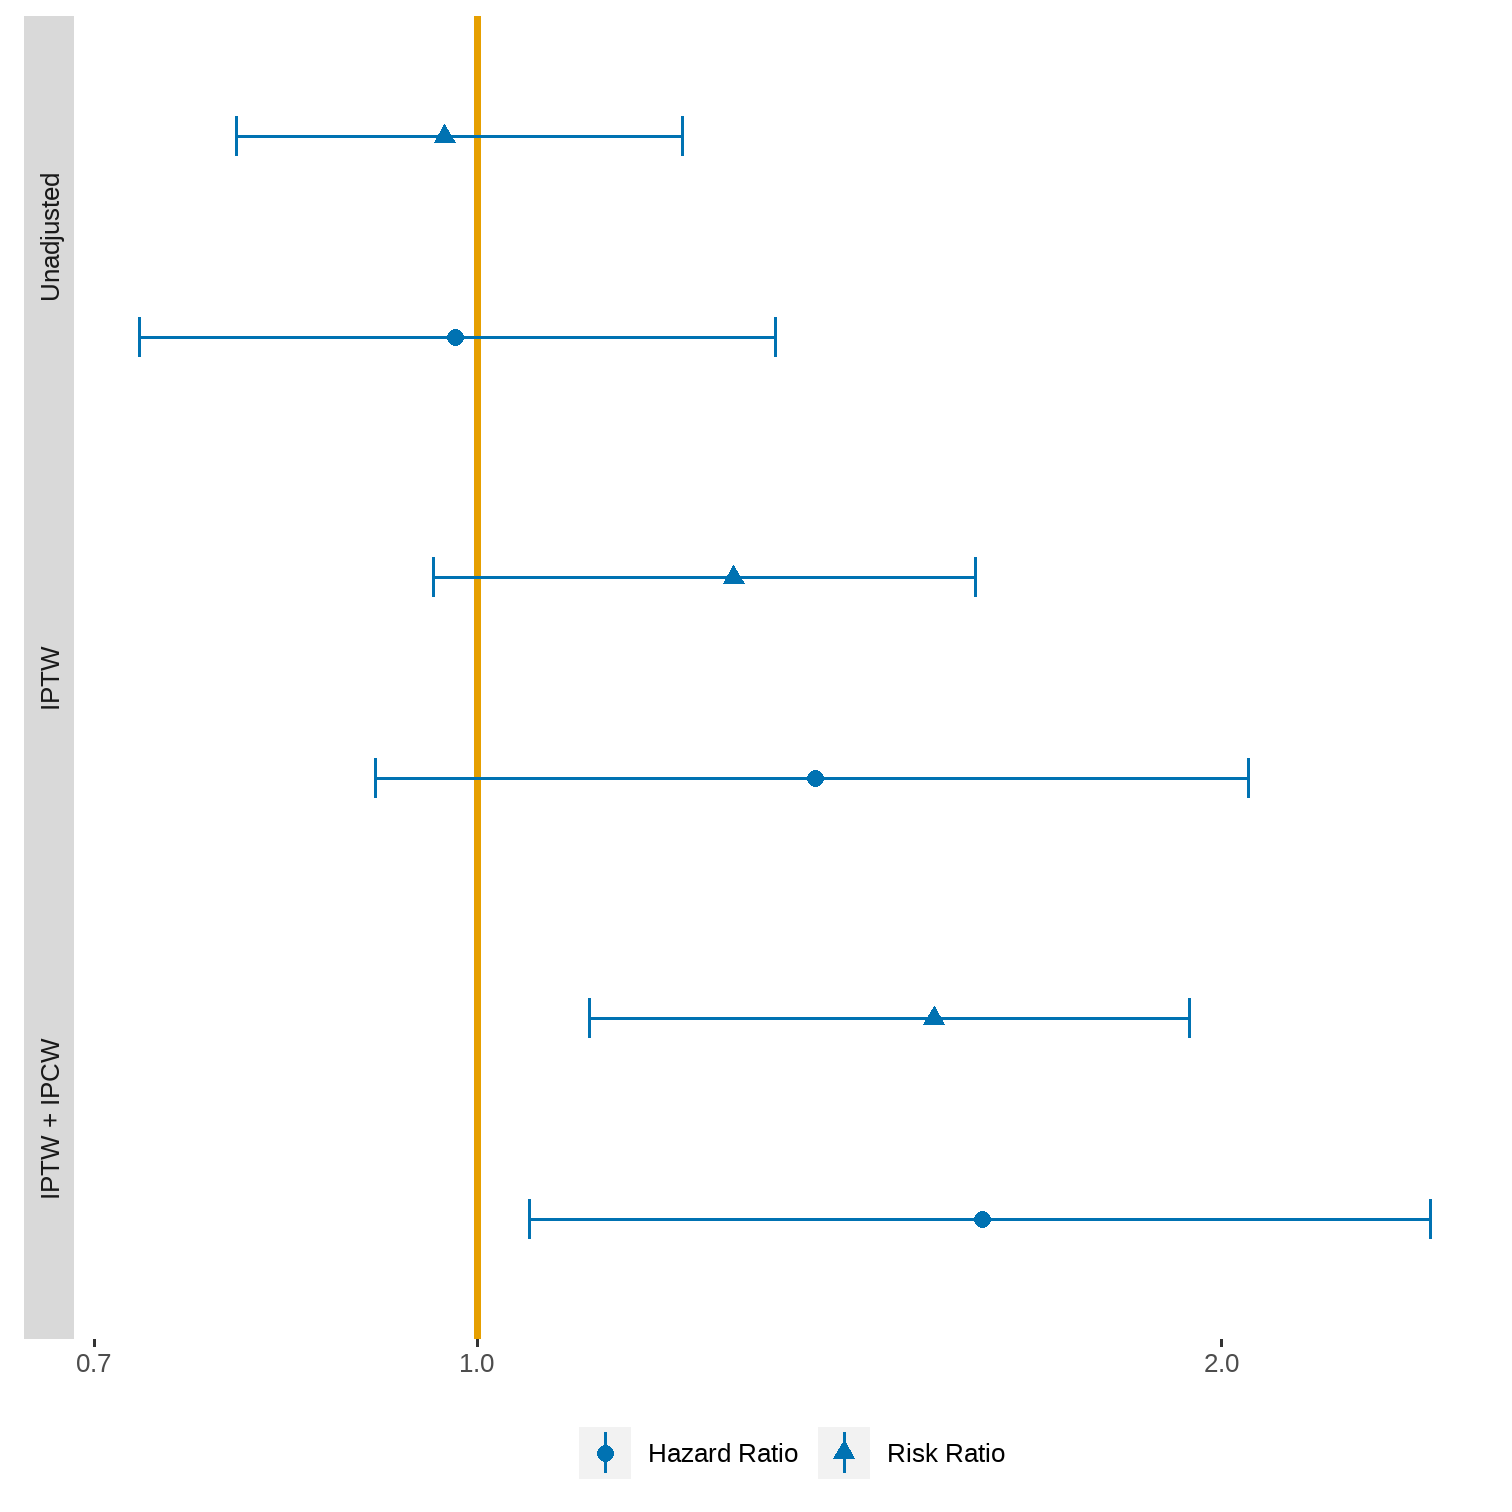 Unadjusted
IPTW
IPTW + IPCW
0.7
1.0
2.0
Hazard Ratio
Risk Ratio